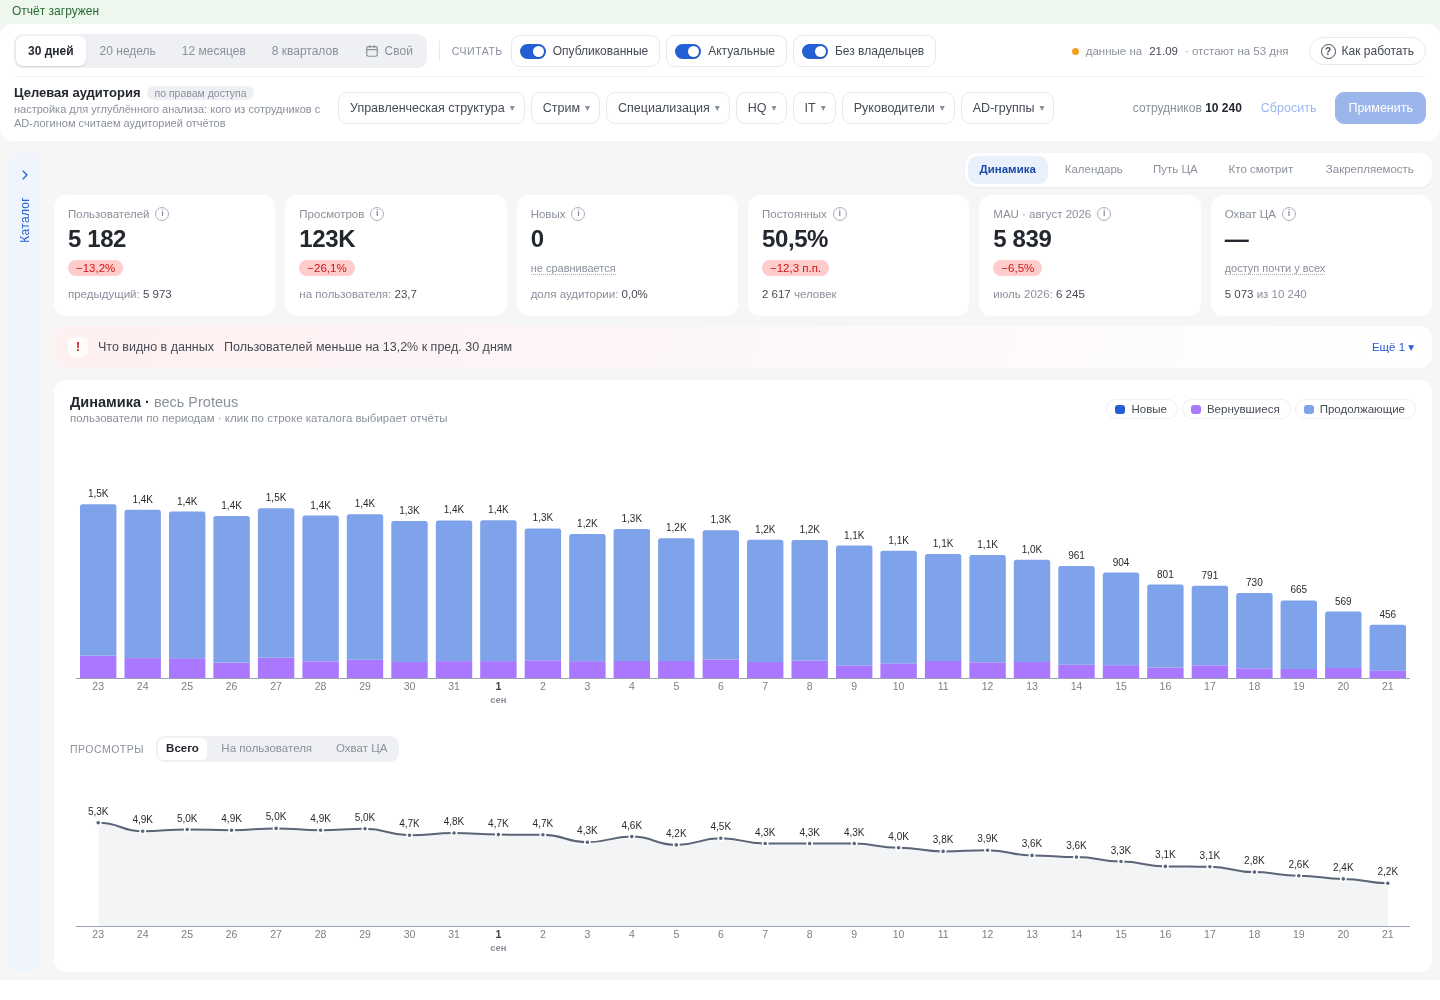 Отчёт загружен
30 дней 20 недель 12 месяцев 8 кварталов Свой СЧИТАТЬ Опубликованные Актуальные Без владельцев данные на 21.09 · отстают на 53 дня ? Как работать
Целевая аудитория по правам доступа
настройка для углублённого анализа: кого из сотрудников с
AD-логином считаем аудиторией отчётов
Управленческая структура ▾ Стрим ▾ Специализация ▾ HQ ▾ IT ▾ Руководители ▾ AD-группы ▾ сотрудников 10 240 Сбросить Применить
Каталог
Динамика Календарь Путь ЦА Кто смотрит Закрепляемость
Пользователей i
5 182
−13,2%
предыдущий: 5 973
Просмотров i
123K
−26,1%
на пользователя: 23,7
Новых i
0
не сравнивается
доля аудитории: 0,0%
Постоянных i
50,5%
−12,3 п.п.
2 617 человек
MAU · август 2026 i
5 839
−6,5%
июль 2026: 6 245
Охват ЦА i
—
доступ почти у всех
5 073 из 10 240
! Что видно в данных Пользователей меньше на 13,2% к пред. 30 дням Ещё 1 ▾
Динамика · весь Proteus
пользователи по периодам · клик по строке каталога выбирает отчёты
Новые Вернувшиеся Продолжающие
1,5K 1,4K 1,4K 1,4K 1,5K 1,4K 1,4K 1,3K 1,4K 1,4K 1,3K 1,2K 1,3K 1,2K 1,3K 1,2K 1,2K 1,1K 1,1K 1,1K 1,1K 1,0K 961 904 801 791 730 665 569 456
23 24 25 26 27 28 29 30 31 1 2 3 4 5 6 7 8 9 10 11 12 13 14 15 16 17 18 19 20 21
сен
ПРОСМОТРЫ Всего На пользователя Охват ЦА
5,3K 4,9K 5,0K 4,9K 5,0K 4,9K 5,0K 4,7K 4,8K 4,7K 4,7K 4,3K 4,6K 4,2K 4,5K 4,3K 4,3K 4,3K 4,0K 3,8K 3,9K 3,6K 3,6K 3,3K 3,1K 3,1K 2,8K 2,6K 2,4K 2,2K
23 24 25 26 27 28 29 30 31 1 2 3 4 5 6 7 8 9 10 11 12 13 14 15 16 17 18 19 20 21
сен